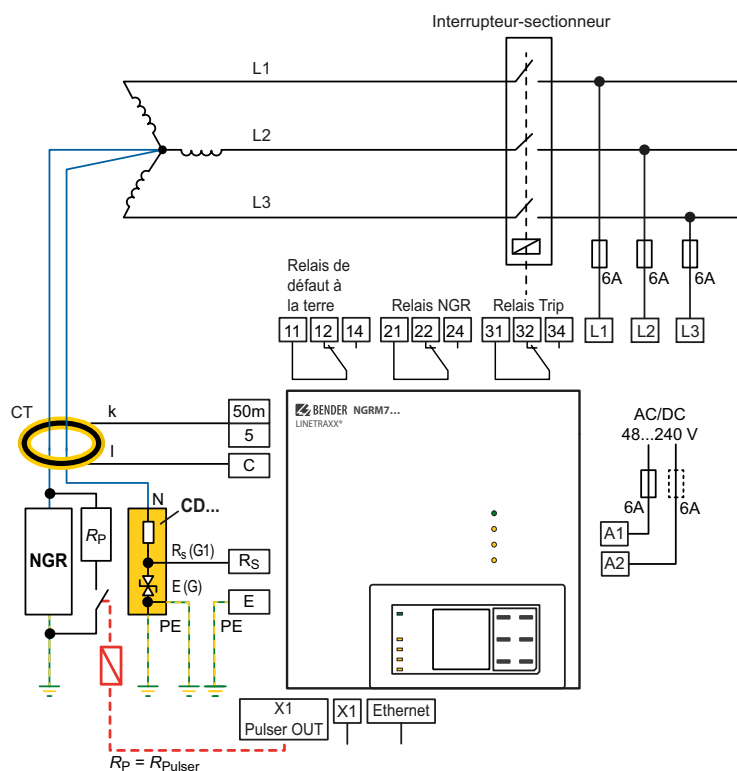 Interrupteur-sectionneur
L1
L2
L3
6A
6A
6A
L1
L2
L3
Relais de
défaut à
la terre
Relais NGR
Relais Trip
11
12
14
21
22
24
31
32
34
CT
k
l
50m
5
C
BENDER NGRM7...
LINETRAXX®
AC/DC
48...240 V
6A
6A
A1
A2
N
CD...
NGR
RP
RS (G1)
RS
E (G)
E
PE
PE
X1
Pulser OUT
X1
Ethernet
RP = RPulser